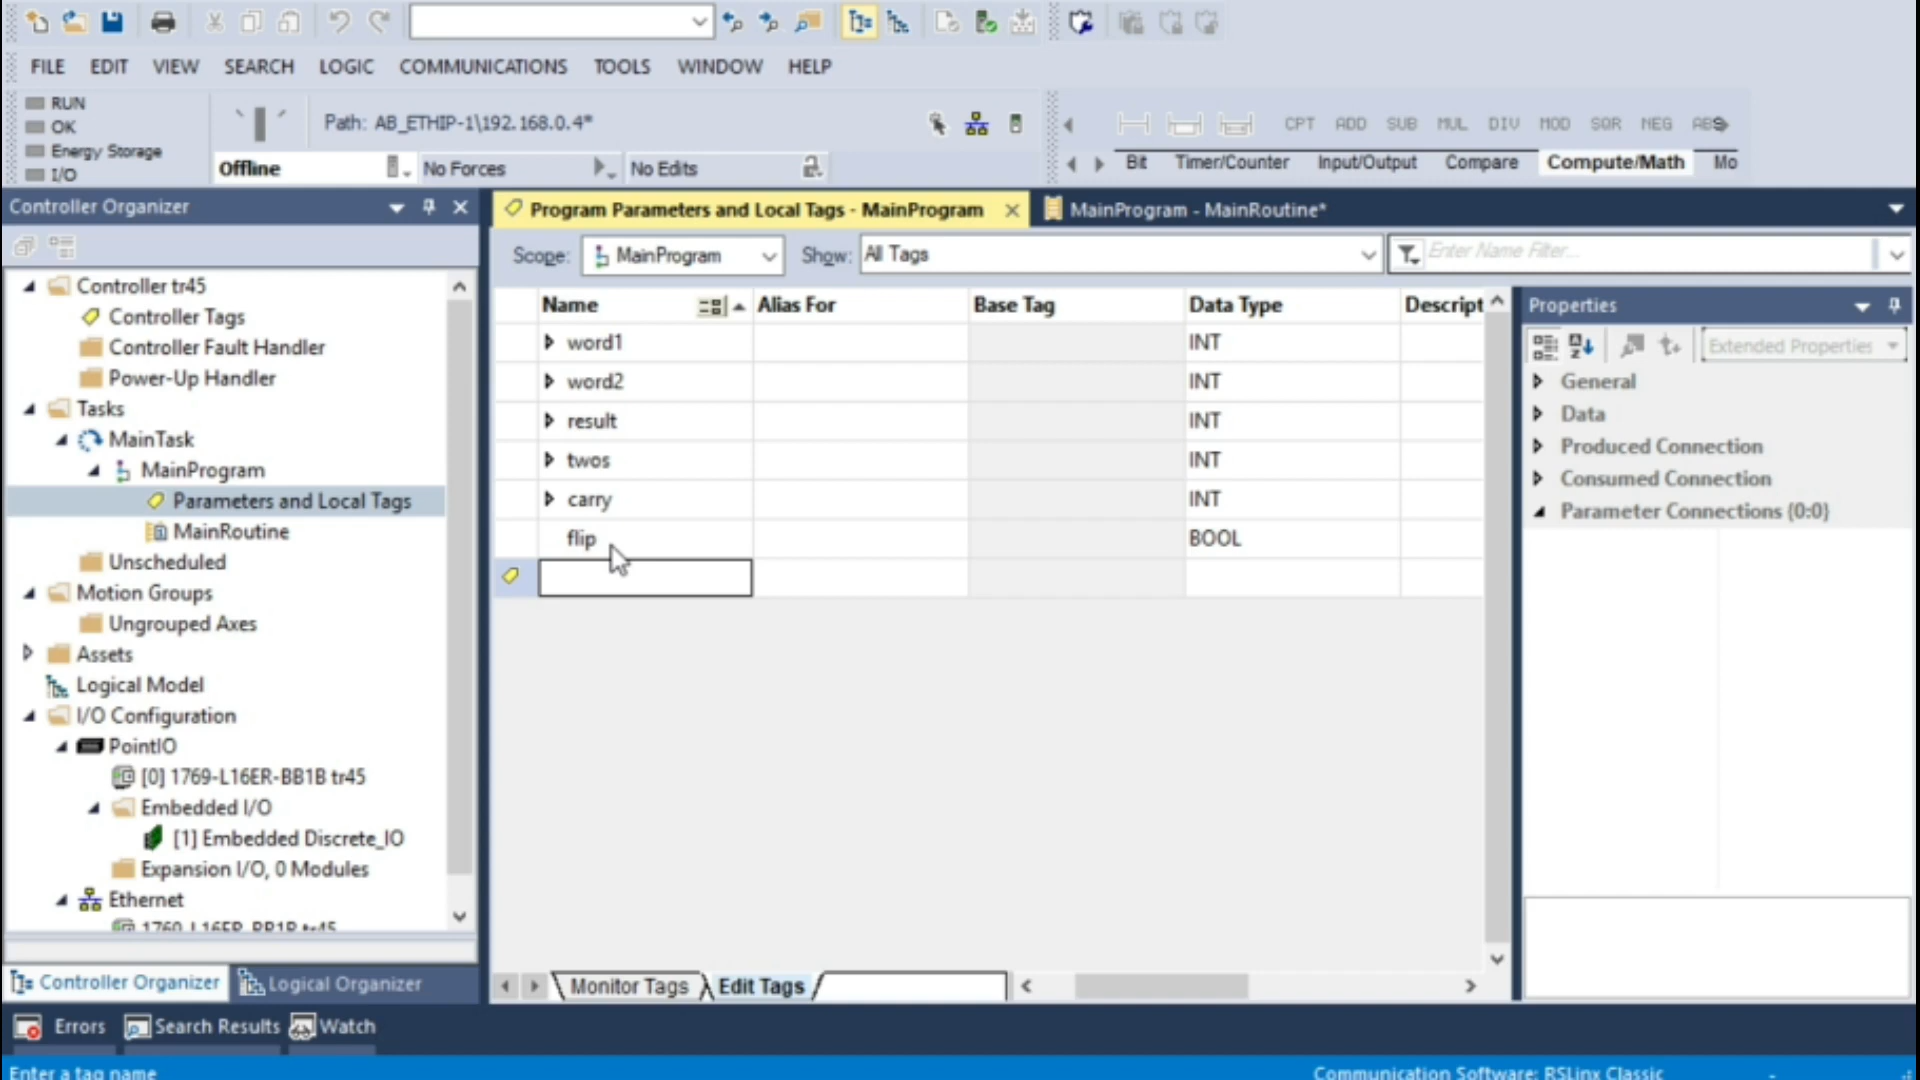 FILE EDIT VIEW SEARCH LOGIC COMMUNICATIONS TOOLS WINDOW HELP
RUN
OK
Energy Storage
I/O
Path: AB_ETHIP-1\192.168.0.4*
Offline No Forces No Edits
CPT ADD SUB MUL DIV MOD SQR NEG ABS
Bit Timer/Counter Input/Output Compare Compute/Math Mo
Controller Organizer
Program Parameters and Local Tags - MainProgram
MainProgram - MainRoutine*
Scope: MainProgram Show: All Tags Enter Name Filter...
Controller tr45
Controller Tags
Controller Fault Handler
Power-Up Handler
Tasks
MainTask
MainProgram
Parameters and Local Tags
MainRoutine
Unscheduled
Motion Groups
Ungrouped Axes
Assets
Logical Model
I/O Configuration
PointIO
[0] 1769-L16ER-BB1B tr45
Embedded I/O
[1] Embedded Discrete_IO
Expansion I/O, 0 Modules
Ethernet
1769-L16ER-BB1B tr45
Controller Organizer Logical Organizer
Name Alias For Base Tag Data Type Descript
word1 INT
word2 INT
result INT
twos INT
carry INT
flip BOOL
Monitor Tags Edit Tags
Properties
Extended Properties
General
Data
Produced Connection
Consumed Connection
Parameter Connections {0:0}
Errors Search Results Watch
Enter a tag name
Communication Software: RSLinx Classic